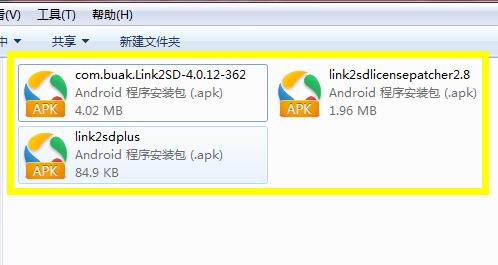 看(V) 工具(T) 帮助(H)
中 共享 新建文件夹
com.buak.Link2SD-4.0.12-362
Android 程序安装包 (.apk)
4.02 MB
APK
link2sdlicensepatcher2.8
Android 程序安装包 (.apk)
1.96 MB
APK
link2sdplus
Android 程序安装包 (.apk)
84.9 KB
APK